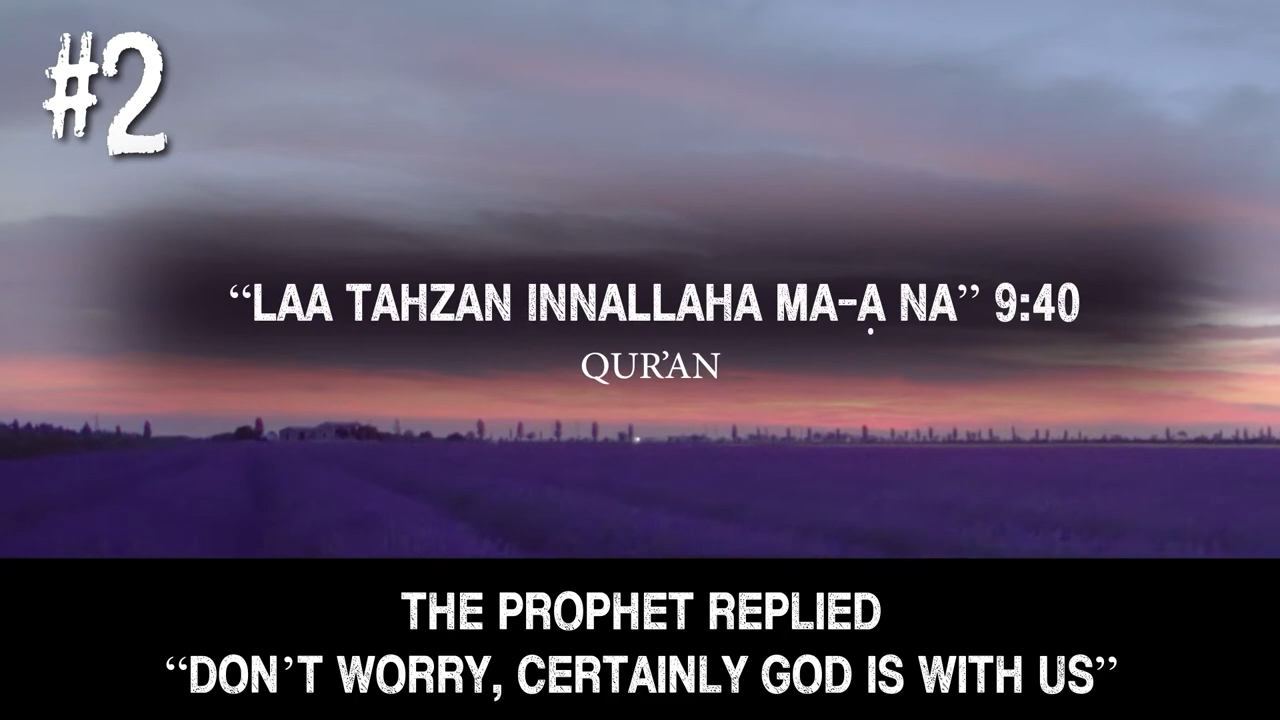 #2
“LAA TAHZAN INNALLAHA MA-Ạ NA” 9:40
QUR’AN
THE PROPHET REPLIED
“DON’T WORRY, CERTAINLY GOD IS WITH US”